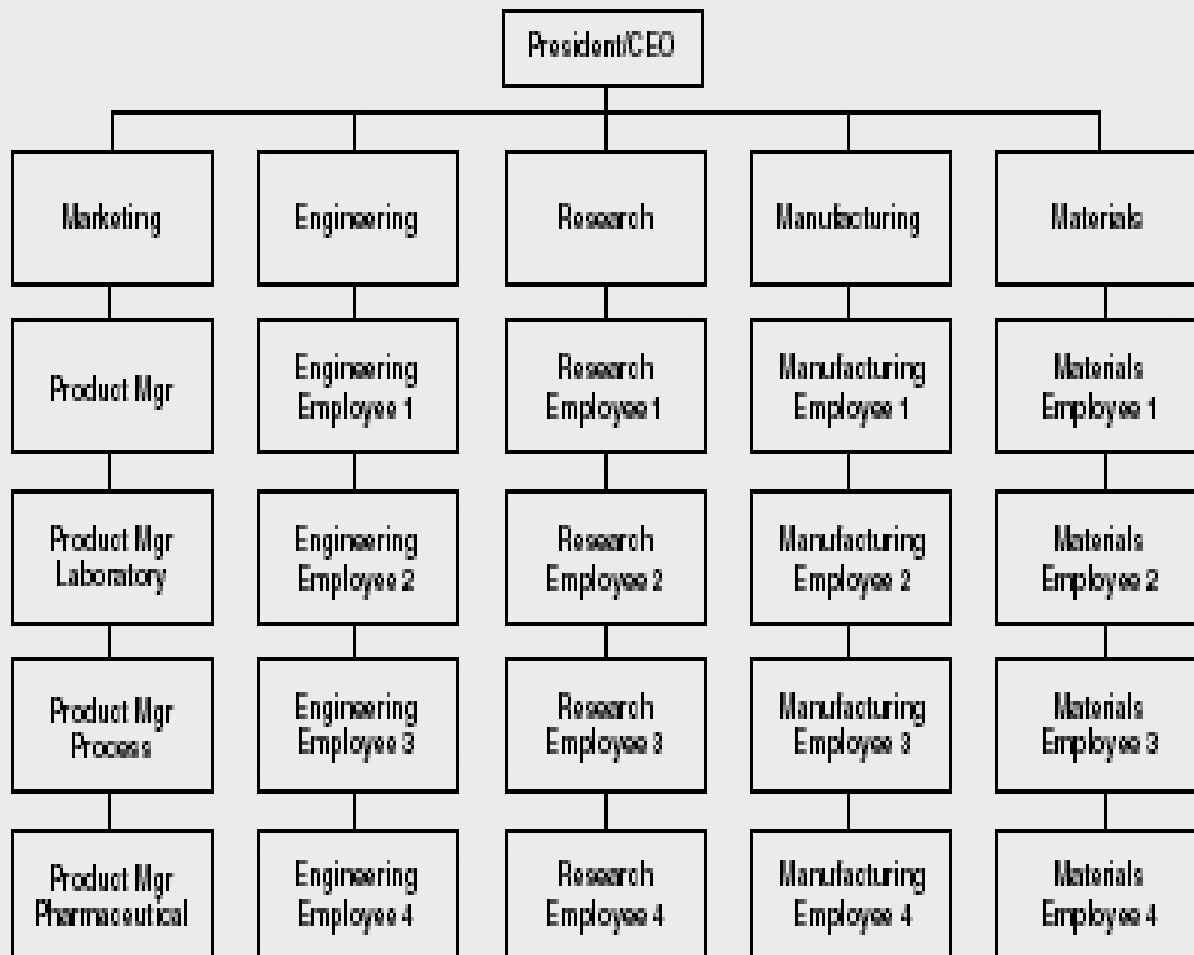 President/CEO
Marketing
Engineering
Research
Manufacturing
Materials
Product Mgr
Engineering
Employee 1
Research
Employee 1
Manufacturing
Employee 1
Materials
Employee 1
Product Mgr
Laboratory
Engineering
Employee 2
Research
Employee 2
Manufacturing
Employee 2
Materials
Employee 2
Product Mgr
Process
Engineering
Employee 3
Research
Employee 3
Manufacturing
Employee 3
Materials
Employee 3
Product Mgr
Pharmaceutical
Engineering
Employee 4
Research
Employee 4
Manufacturing
Employee 4
Materials
Employee 4